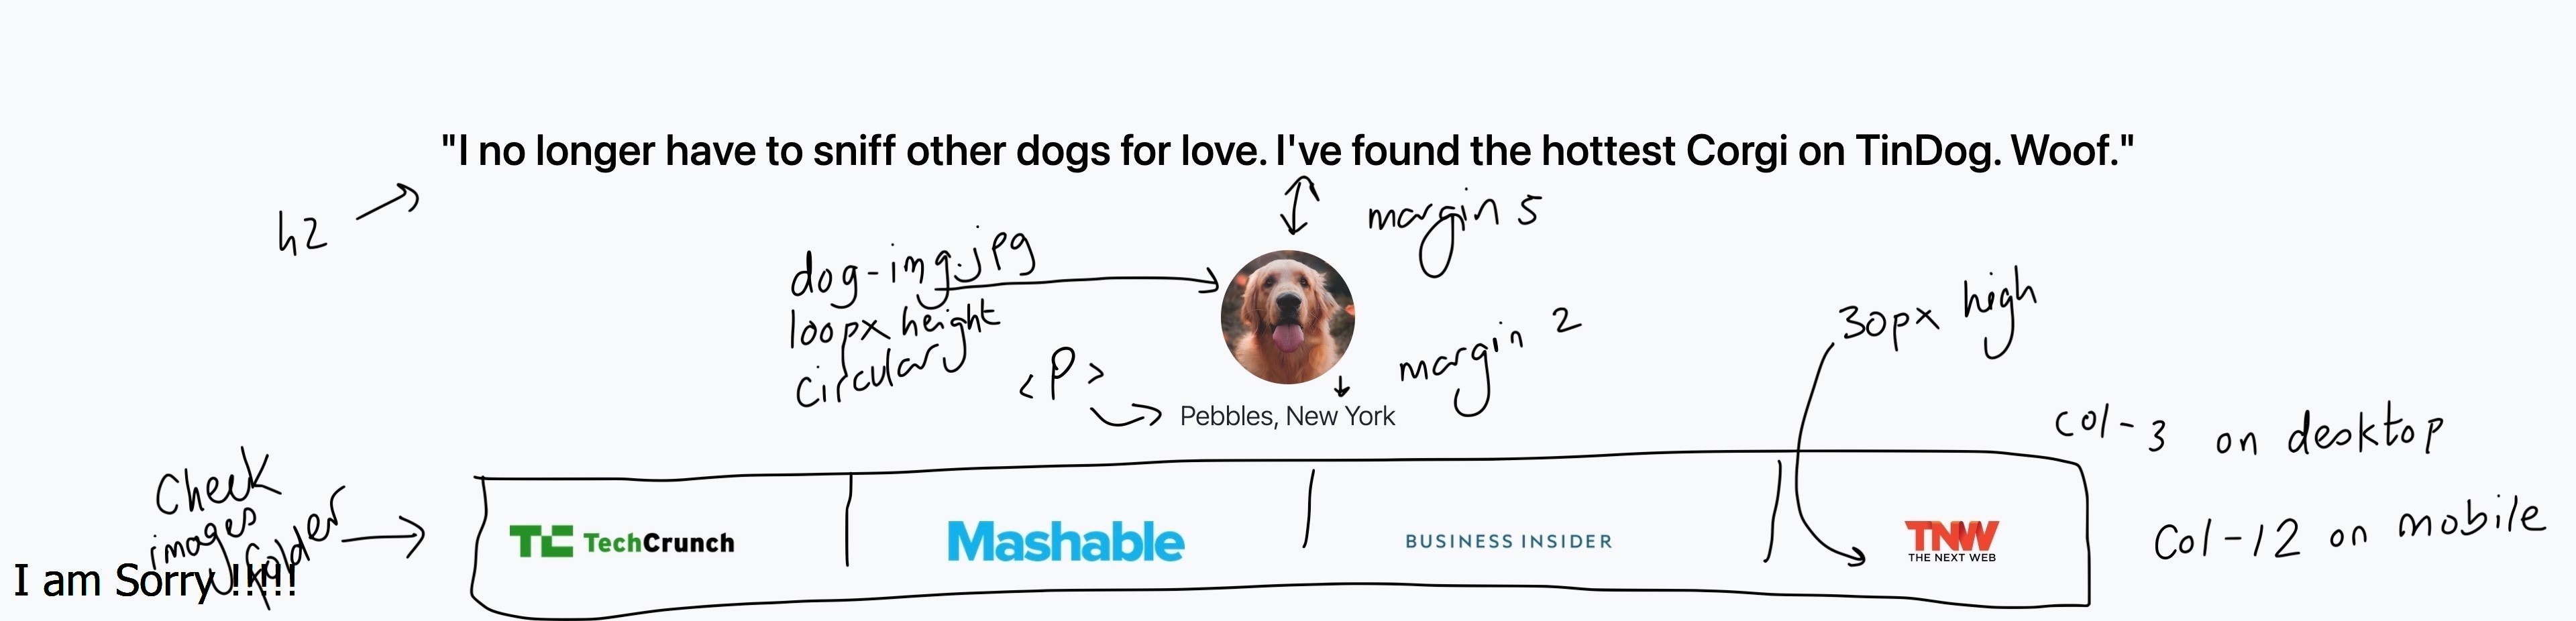 "I no longer have to sniff other dogs for love. I've found the hottest Corgi on TinDog. Woof."
h2
margin 5
dog-img.jpg
100px height
circular
<P>
margin 2
30px high
Pebbles, New York
col-3 on desktop
Check
images
folder
TC TechCrunch
Mashable
BUSINESS INSIDER
TNW
THE NEXT WEB
Col-12 on mobile
I am Sorry !!!!!